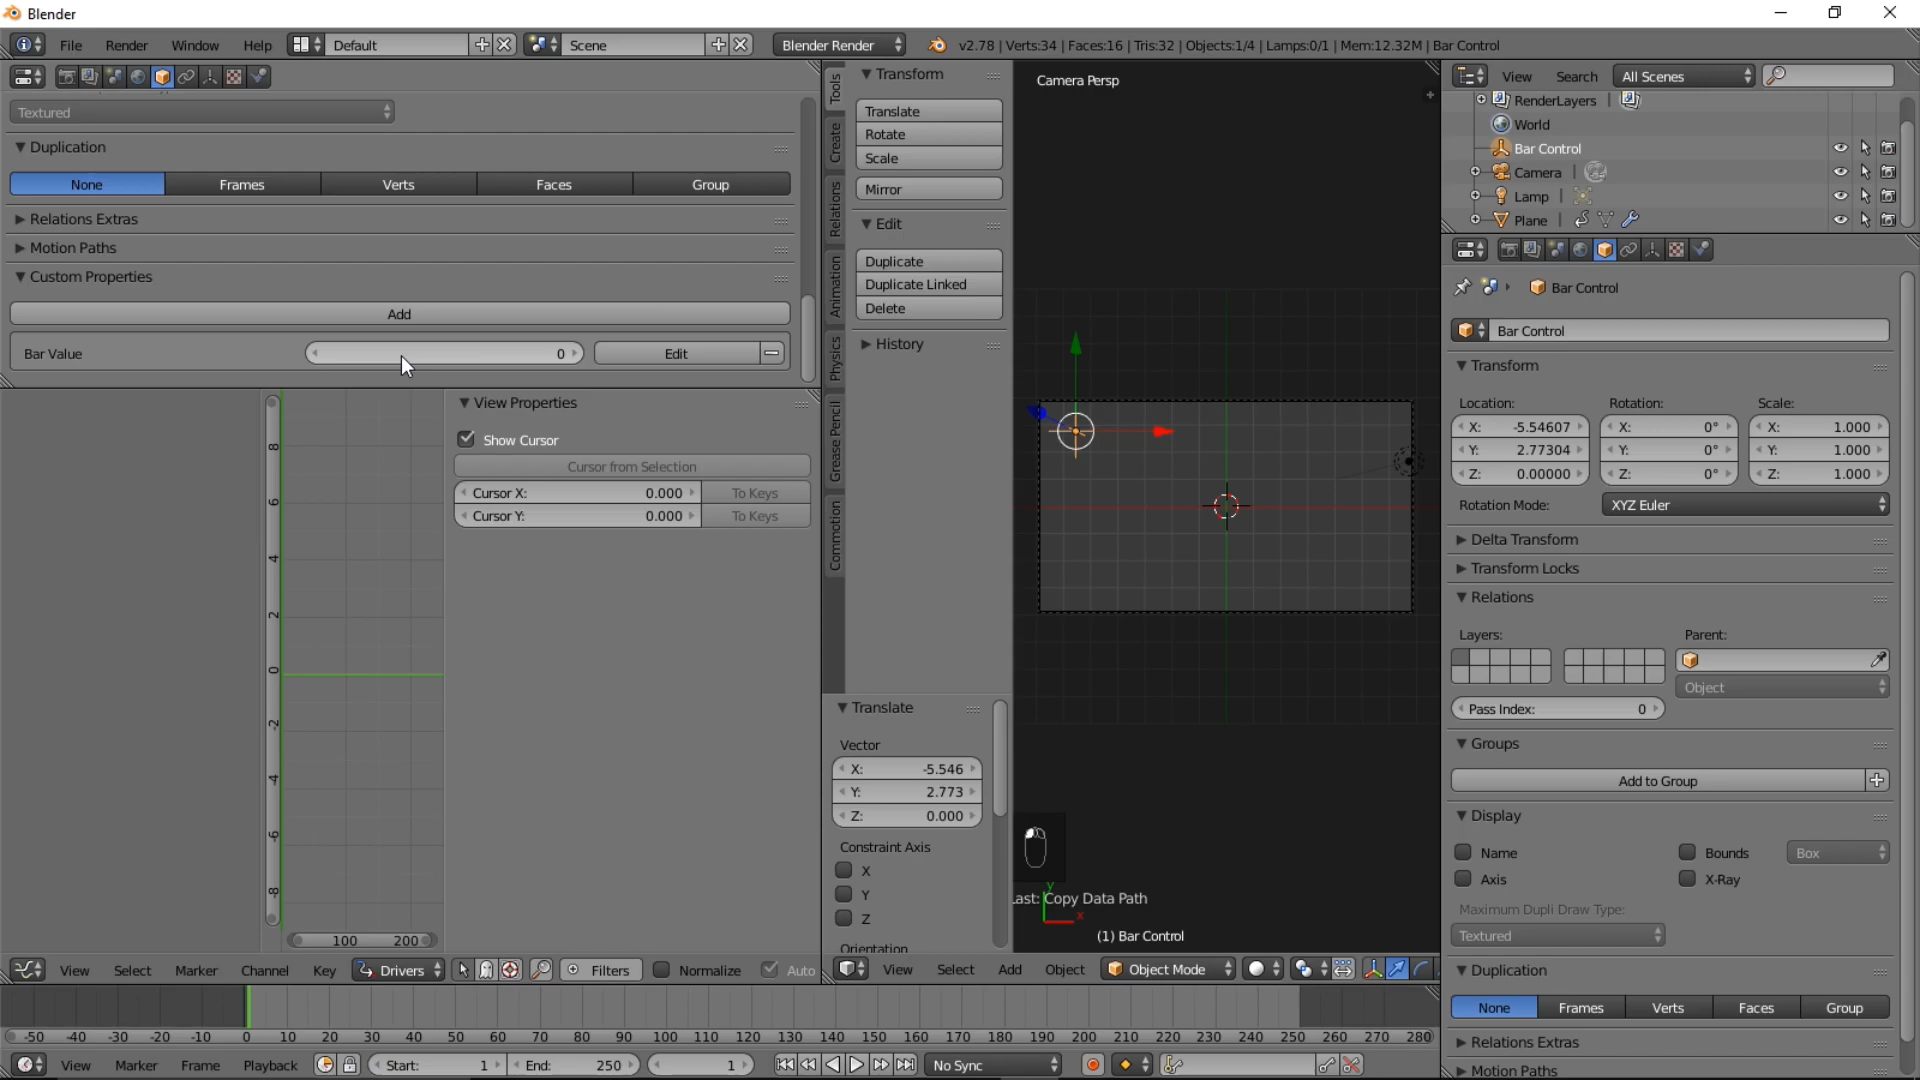 Blender
File Render Window Help Default Scene Blender Render v2.78 | Verts:34 | Faces:16 | Tris:32 | Objects:1/4 | Lamps:0/1 | Mem:12.32M | Bar Control
Textured
Duplication
None Frames Verts Faces Group
Relations Extras
Motion Paths
Custom Properties
Add
Bar Value 0 Edit
8
6
4
2
0
-2
-4
-6
-8
100 200
View Properties
Show Cursor
Cursor from Selection
Cursor X: 0.000 To Keys
Cursor Y: 0.000 To Keys
View Select Marker Channel Key Drivers Filters Normalize Auto
Tools
Create
Relations
Animation
Physics
Grease Pencil
Commotion
Transform
Translate
Rotate
Scale
Mirror
Edit
Duplicate
Duplicate Linked
Delete
History
Translate
Vector
X: -5.546
Y: 2.773
Z: 0.000
Constraint Axis
X
Y
Z
Orientation
Camera Persp
Last: Copy Data Path
y
x
(1) Bar Control
View Select Add Object Object Mode
View Search All Scenes
RenderLayers |
World
Bar Control
Camera |
Lamp |
Plane |
Bar Control
Bar Control
Transform
Location: Rotation: Scale:
X: -5.54607 X: 0° X: 1.000
Y: 2.77304 Y: 0° Y: 1.000
Z: 0.00000 Z: 0° Z: 1.000
Rotation Mode: XYZ Euler
Delta Transform
Transform Locks
Relations
Layers: Parent:
Object
Pass Index: 0
Groups
Add to Group
Display
Name Bounds Box
Axis X-Ray
Maximum Dupli Draw Type:
Textured
Duplication
None Frames Verts Faces Group
Relations Extras
Motion Paths
-50 -40 -30 -20 -10 0 10 20 30 40 50 60 70 80 90 100 110 120 130 140 150 160 170 180 190 200 210 220 230 240 250 260 270 280
View Marker Frame Playback Start: 1 End: 250 1 No Sync